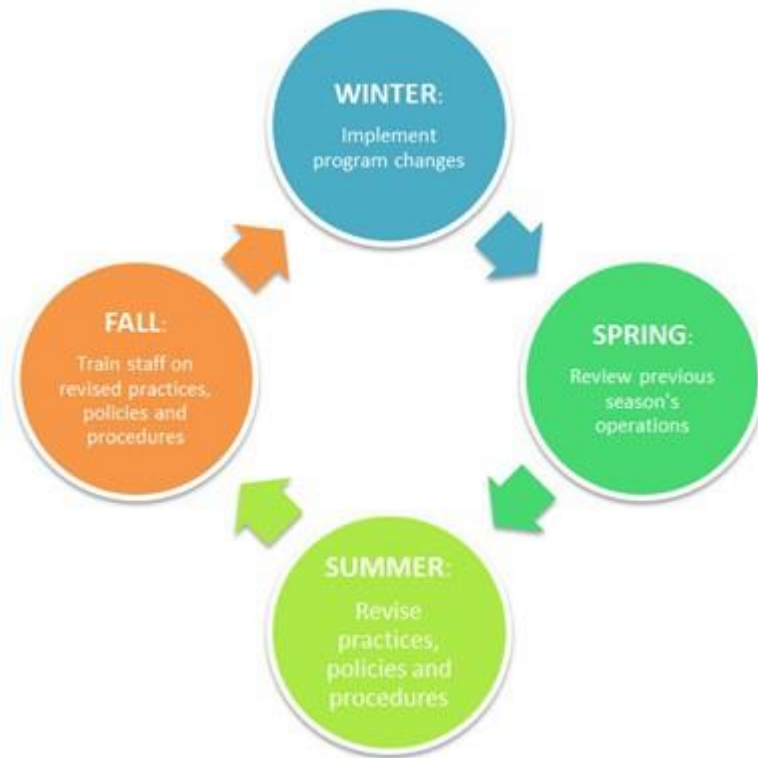 WINTER:
Implement
program changes
SPRING:
Review previous
season's
operations
SUMMER:
Revise
practices,
policies and
procedures
FALL:
Train staff on
revised practices,
policies and
procedures